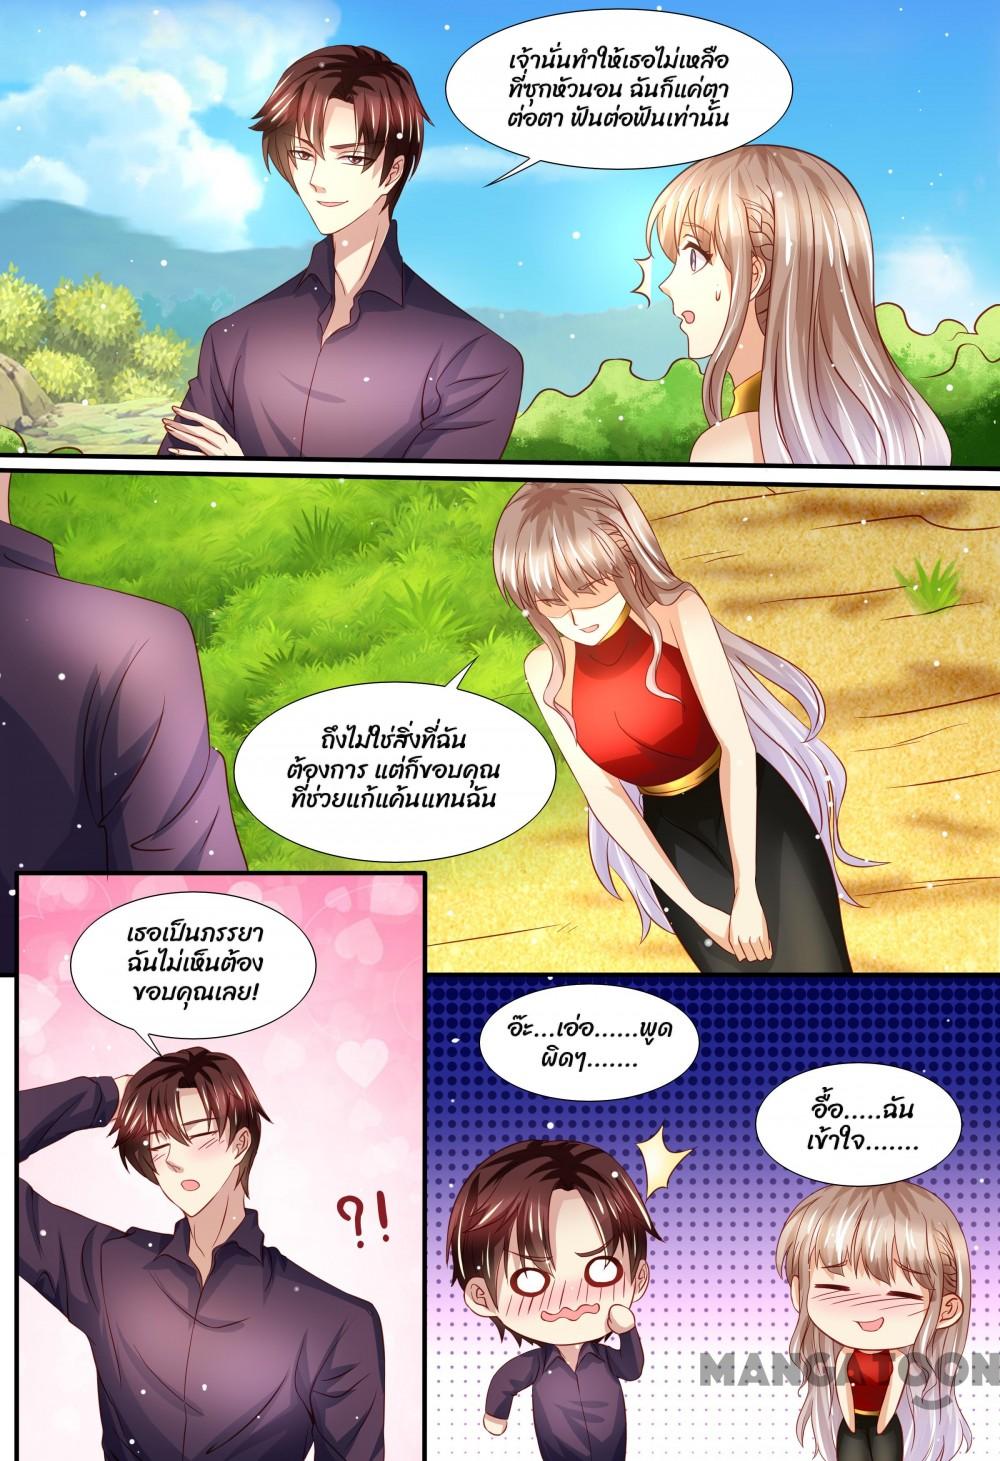 เจ้านั่นทำให้เธอไม่เหลือ
ที่ซุกหัวนอน ฉันก็แค่ตา
ต่อตา ฟันต่อฟันเท่านั้น
ถึงไม่ใช่สิ่งที่ฉัน
ต้องการ แต่ก็ขอบคุณ
ที่ช่วยแก้แค้นแทนฉัน
เธอเป็นภรรยา
ฉันไม่เห็นต้อง
ขอบคุณเลย!
?!
อ๊ะ...เอ่อ......พูด
ผิดๆ.......
อื้อ.....ฉัน
เข้าใจ.......
MANGATOON